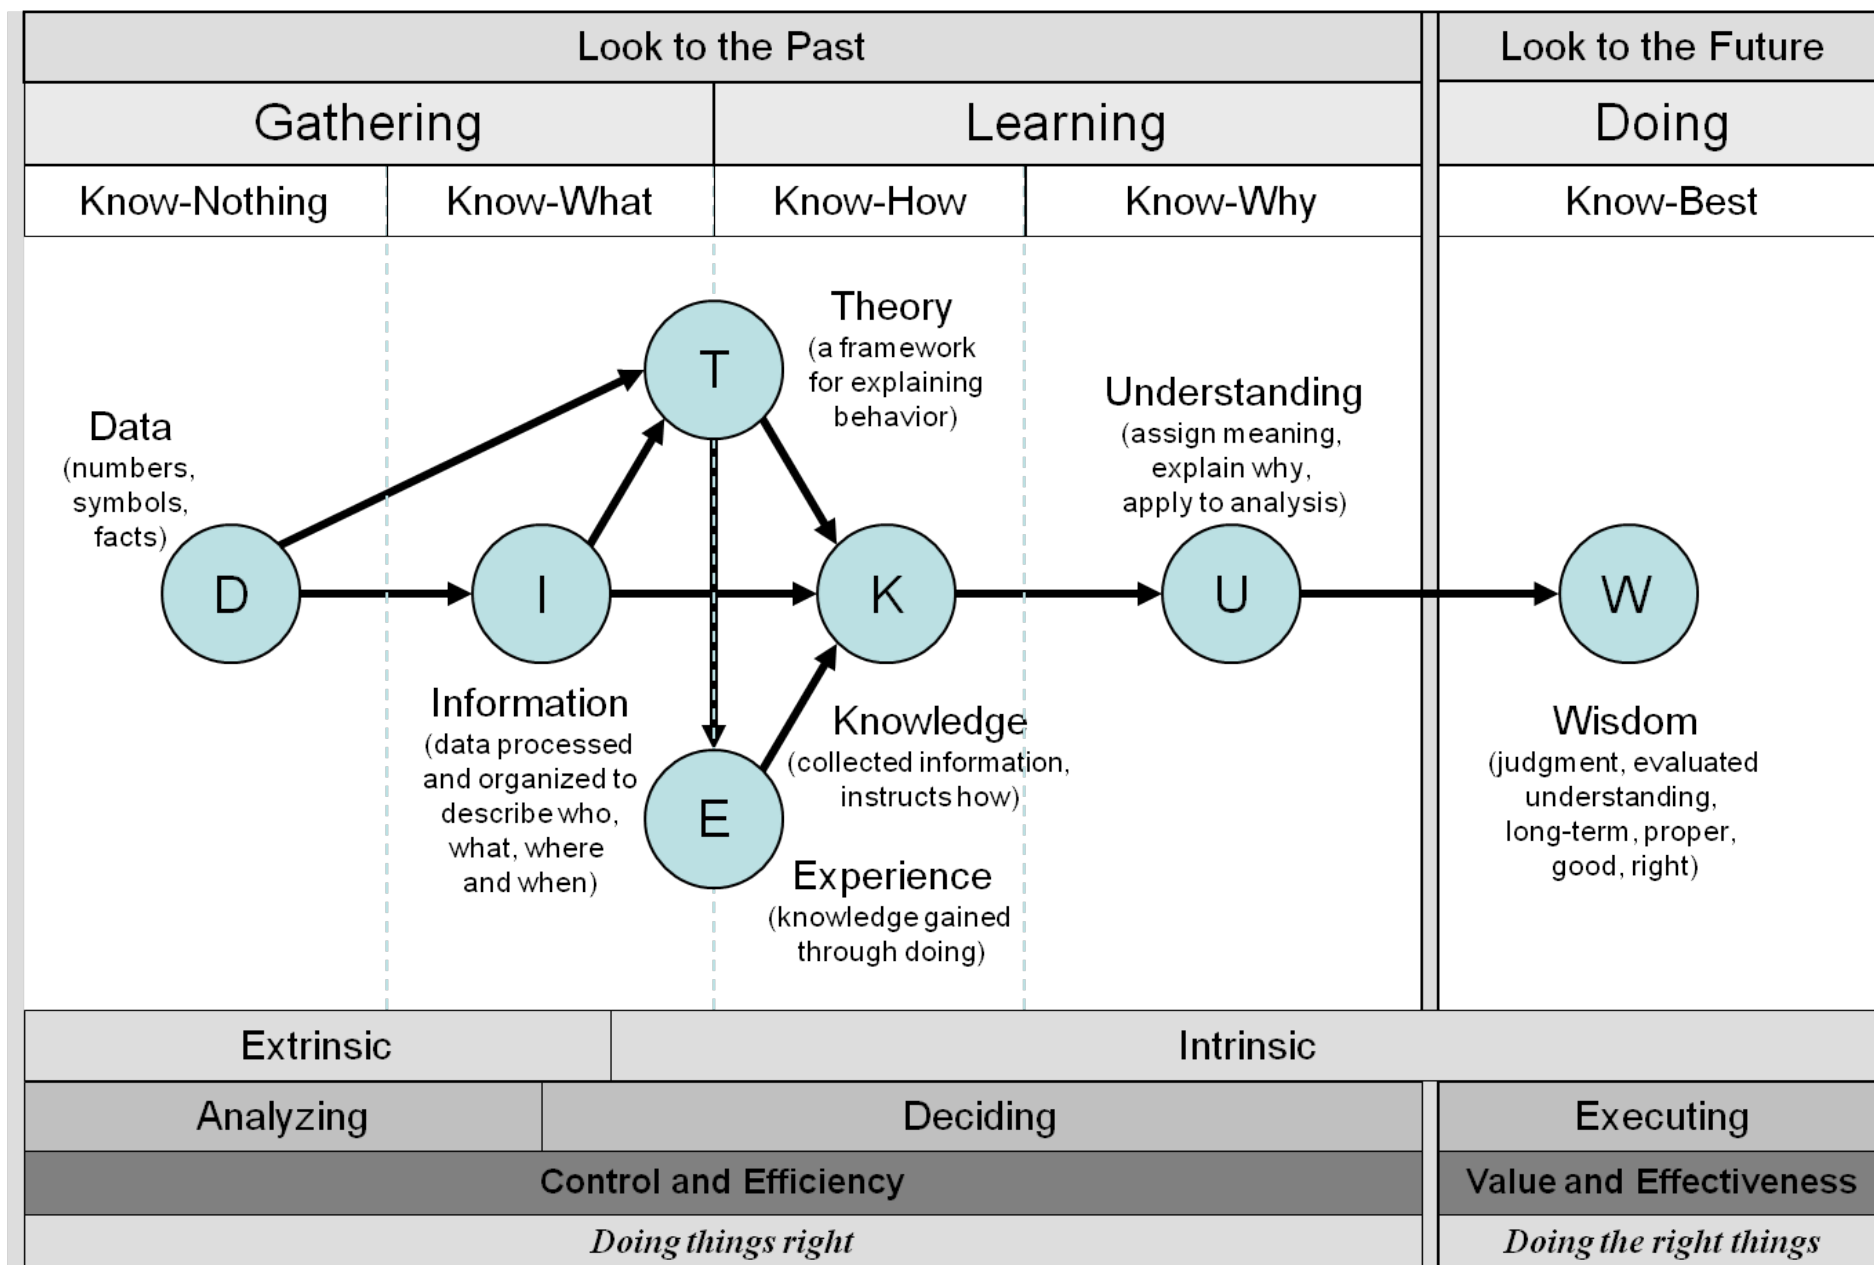 Look to the Past
Look to the Future
Gathering
Learning
Doing
Know-Nothing
Know-What
Know-How
Know-Why
Know-Best
Data
(numbers,
symbols,
facts)
D
I
Information
(data processed
and organized to
describe who,
what, where
and when)
T
Theory
(a framework
for explaining
behavior)
E
Experience
(knowledge gained
through doing)
K
Knowledge
(collected information,
instructs how)
Understanding
(assign meaning,
explain why,
apply to analysis)
U
W
Wisdom
(judgment, evaluated
understanding,
long-term, proper,
good, right)
Extrinsic
Intrinsic
Analyzing
Deciding
Executing
Control and Efficiency
Value and Effectiveness
Doing things right
Doing the right things